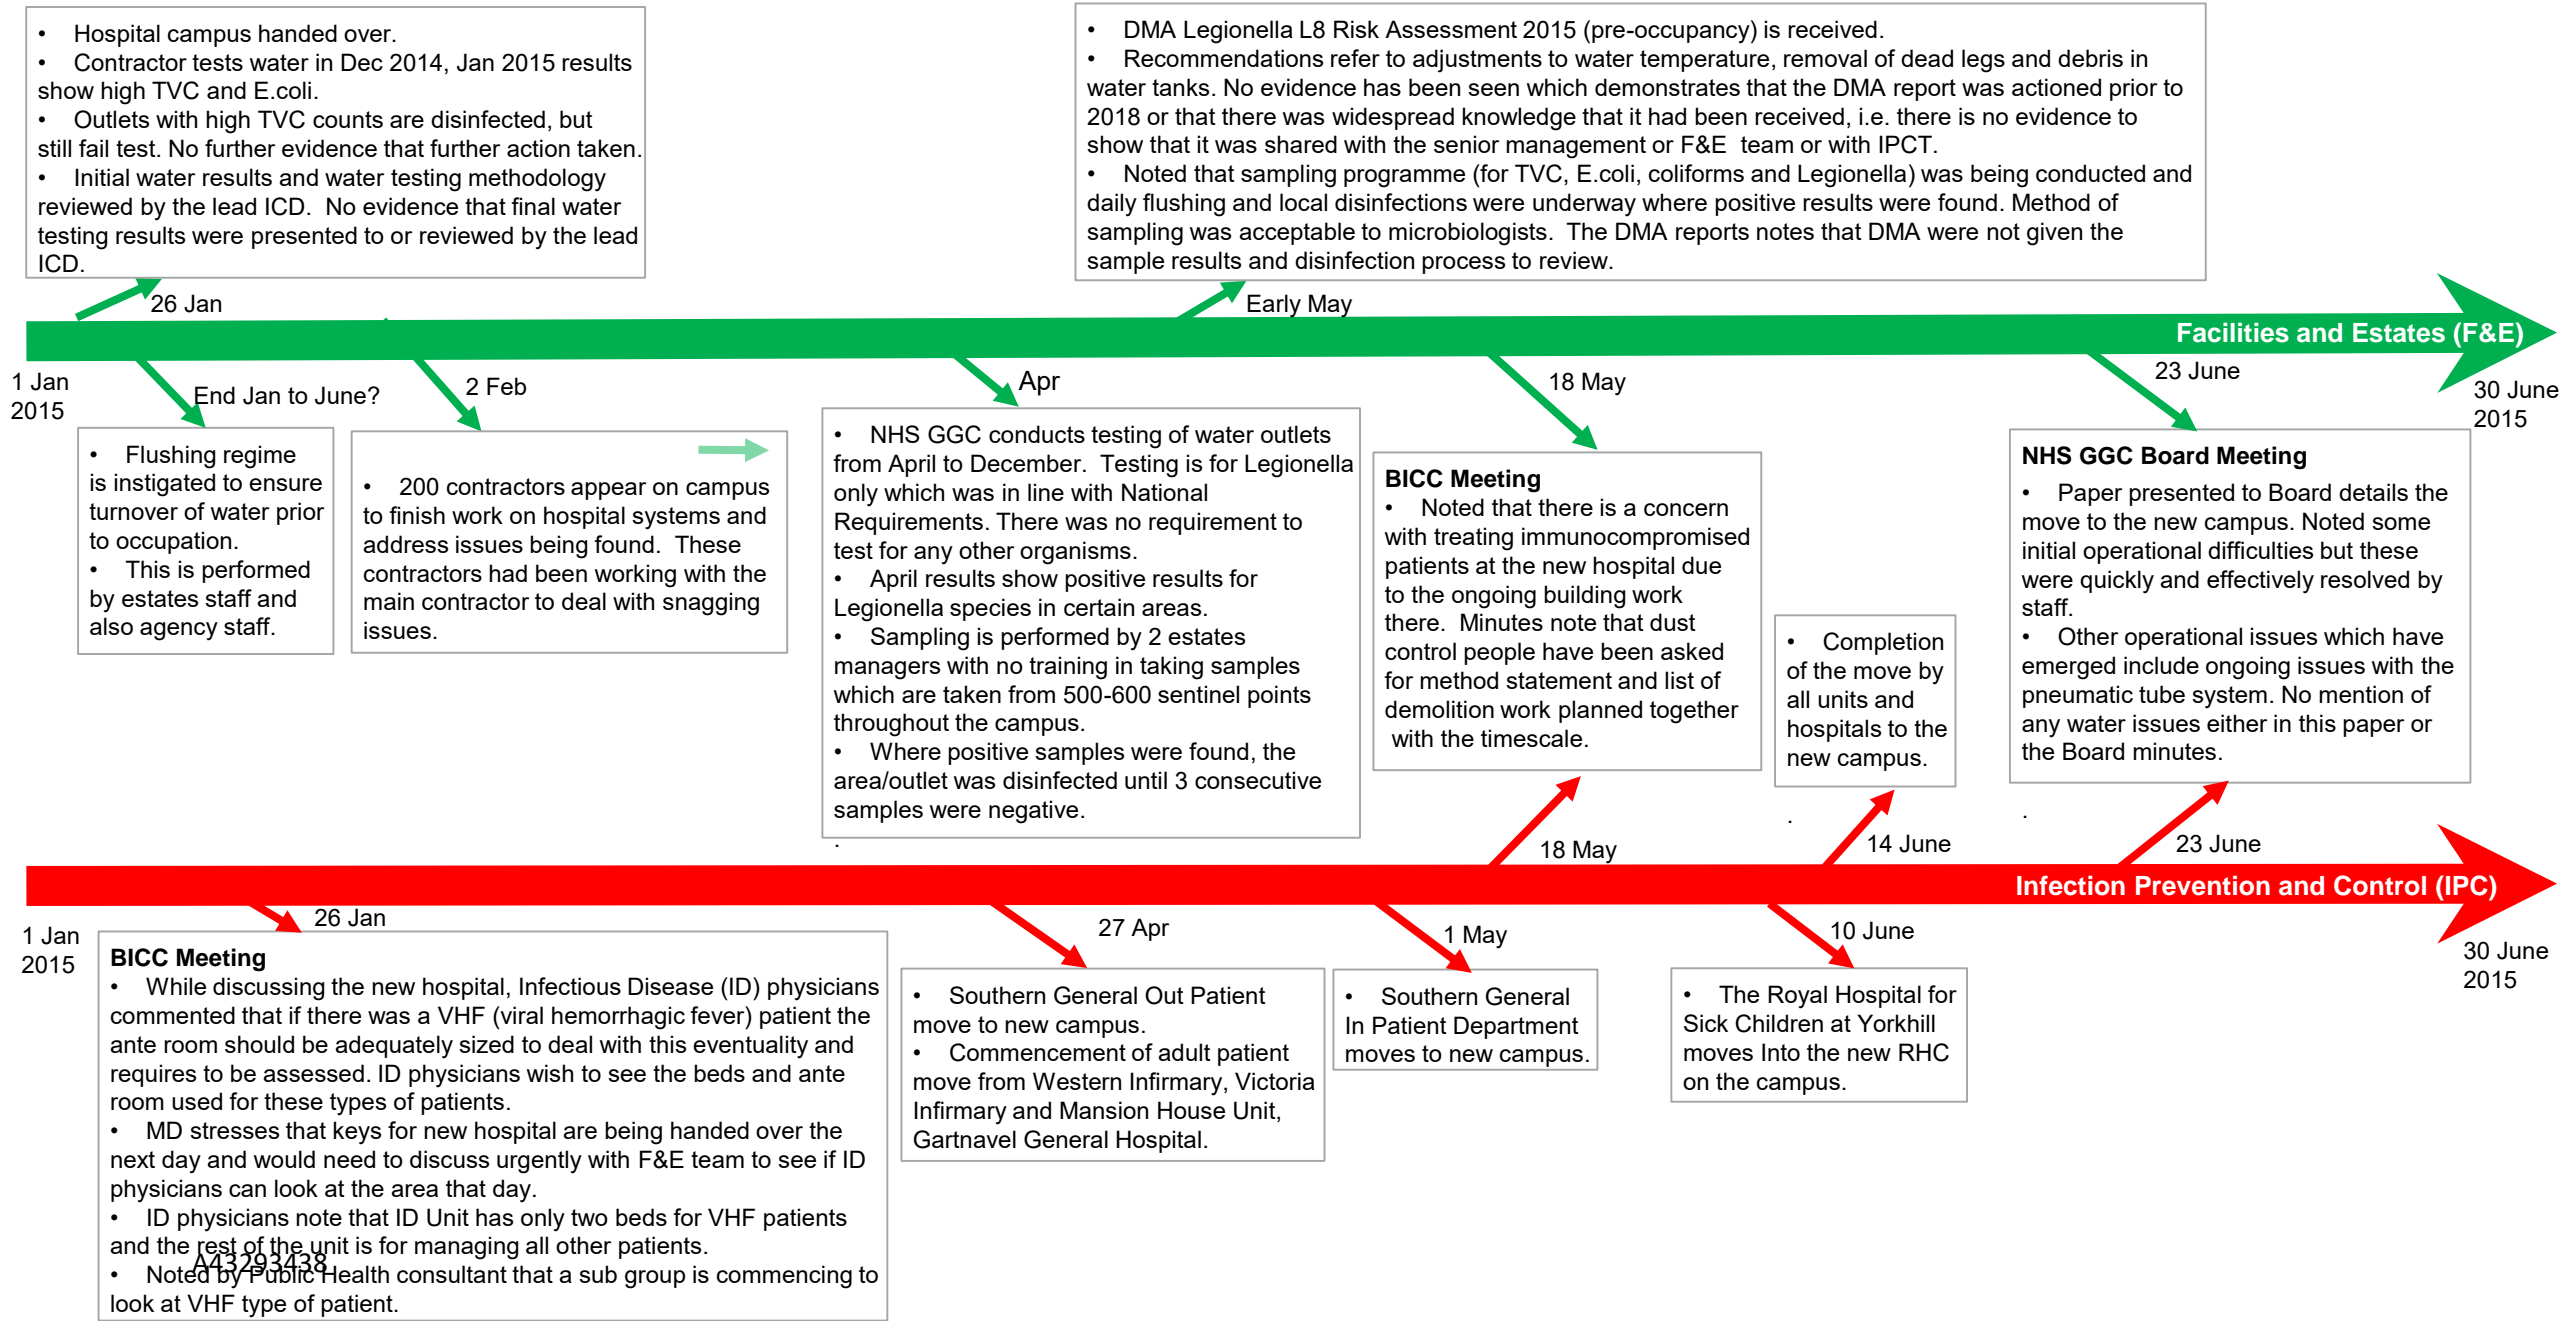 • Hospital campus handed over.
• Contractor tests water in Dec 2014, Jan 2015 results
show high TVC and E.coli.
• Outlets with high TVC counts are disinfected, but
still fail test. No further evidence that further action taken.
• Initial water results and water testing methodology
reviewed by the lead ICD. No evidence that final water
testing results were presented to or reviewed by the lead
ICD.
• DMA Legionella L8 Risk Assessment 2015 (pre-occupancy) is received.
• Recommendations refer to adjustments to water temperature, removal of dead legs and debris in
water tanks. No evidence has been seen which demonstrates that the DMA report was actioned prior to
2018 or that there was widespread knowledge that it had been received, i.e. there is no evidence to
show that it was shared with the senior management or F&E team or with IPCT.
• Noted that sampling programme (for TVC, E.coli, coliforms and Legionella) was being conducted and
daily flushing and local disinfections were underway where positive results were found. Method of
sampling was acceptable to microbiologists. The DMA reports notes that DMA were not given the
sample results and disinfection process to review.
26 Jan
Early May
Facilities and Estates (F&E)
1 Jan
2015
End Jan to June?
2 Feb
Apr
18 May
23 June
30 June
2015
• Flushing regime
is instigated to ensure
turnover of water prior
to occupation.
• This is performed
by estates staff and
also agency staff.
• 200 contractors appear on campus
to finish work on hospital systems and
address issues being found. These
contractors had been working with the
main contractor to deal with snagging
issues.
• NHS GGC conducts testing of water outlets
from April to December. Testing is for Legionella
only which was in line with National
Requirements. There was no requirement to
test for any other organisms.
• April results show positive results for
Legionella species in certain areas.
• Sampling is performed by 2 estates
managers with no training in taking samples
which are taken from 500-600 sentinel points
throughout the campus.
• Where positive samples were found, the
area/outlet was disinfected until 3 consecutive
samples were negative.
.
BICC Meeting
• Noted that there is a concern
with treating immunocompromised
patients at the new hospital due
to the ongoing building work
there. Minutes note that dust
control people have been asked
for method statement and list of
demolition work planned together
with the timescale.
• Completion
of the move by
all units and
hospitals to the
new campus.
.
NHS GGC Board Meeting
• Paper presented to Board details the
move to the new campus. Noted some
initial operational difficulties but these
were quickly and effectively resolved by
staff.
• Other operational issues which have
emerged include ongoing issues with the
pneumatic tube system. No mention of
any water issues either in this paper or
the Board minutes.
.
18 May
14 June
23 June
Infection Prevention and Control (IPC)
1 Jan
2015
26 Jan
27 Apr
1 May
10 June
30 June
2015
BICC Meeting
• While discussing the new hospital, Infectious Disease (ID) physicians
commented that if there was a VHF (viral hemorrhagic fever) patient the
ante room should be adequately sized to deal with this eventuality and
requires to be assessed. ID physicians wish to see the beds and ante
room used for these types of patients.
• MD stresses that keys for new hospital are being handed over the
next day and would need to discuss urgently with F&E team to see if ID
physicians can look at the area that day.
• ID physicians note that ID Unit has only two beds for VHF patients
and the rest of the unit is for managing all other patients.
A43293438
• Noted by Public Health consultant that a sub group is commencing to
look at VHF type of patient.
• Southern General Out Patient
move to new campus.
• Commencement of adult patient
move from Western Infirmary, Victoria
Infirmary and Mansion House Unit,
Gartnavel General Hospital.
• Southern General
In Patient Department
moves to new campus.
• The Royal Hospital for
Sick Children at Yorkhill
moves Into the new RHC
on the campus.